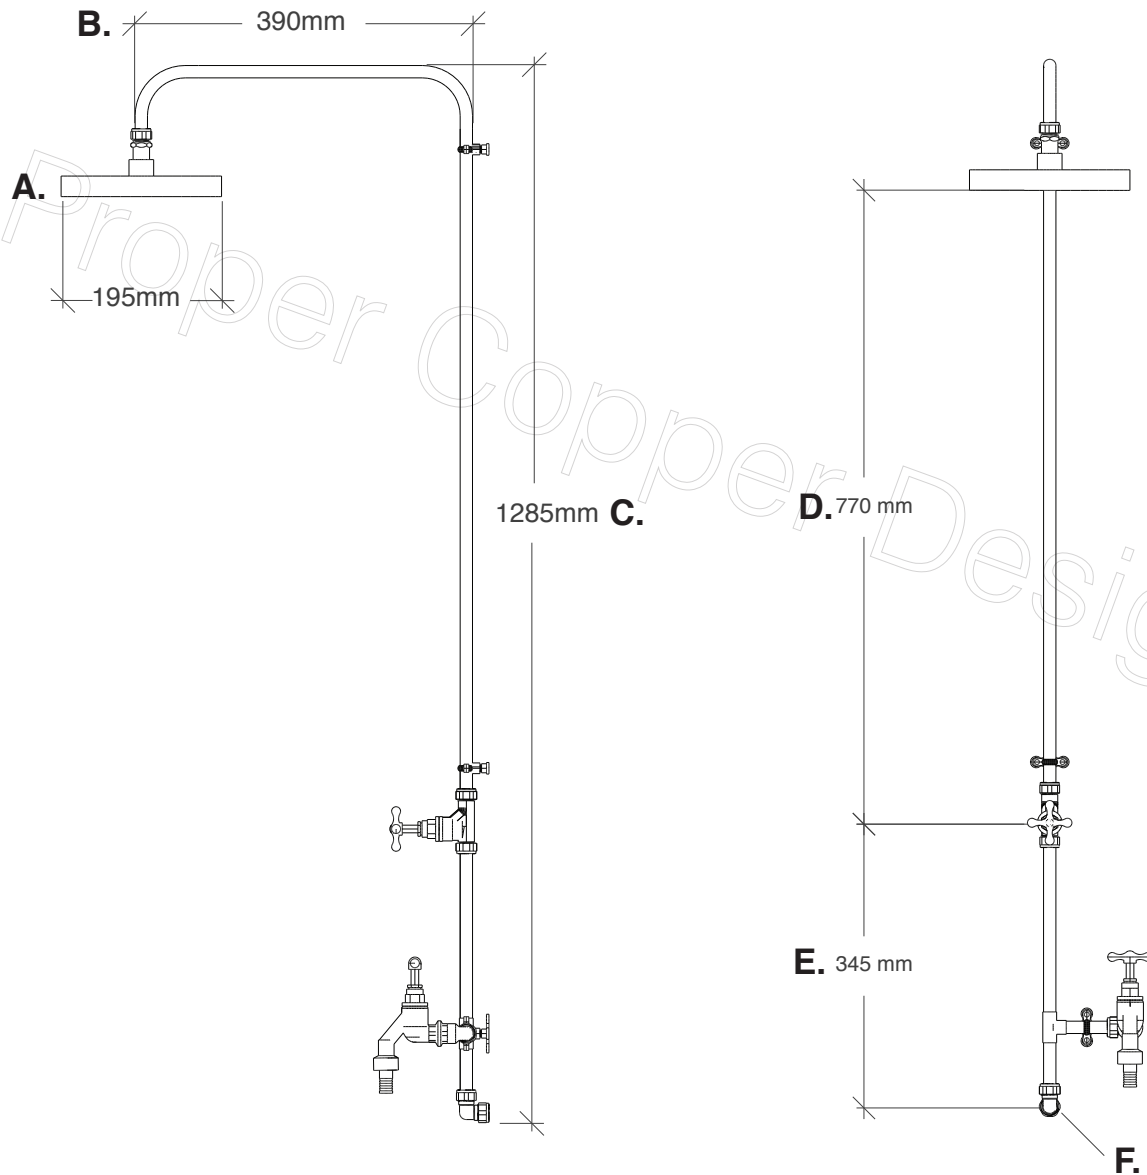 B. 390mm
A.
195mm
Proper Copper Desig
1285mm C.
D. 770 mm
E. 345 mm
F.